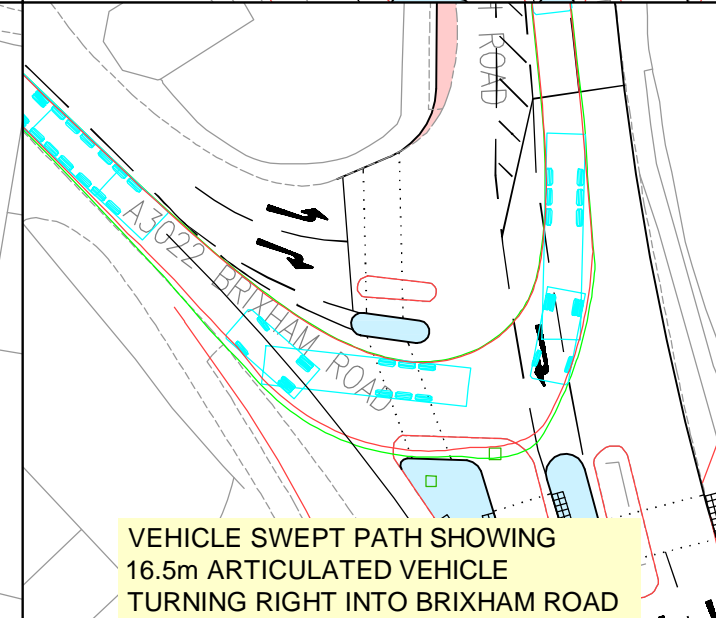 H ROAD
A3022 BRIXHAM ROAD
VEHICLE SWEPT PATH SHOWING
16.5m ARTICULATED VEHICLE
TURNING RIGHT INTO BRIXHAM ROAD